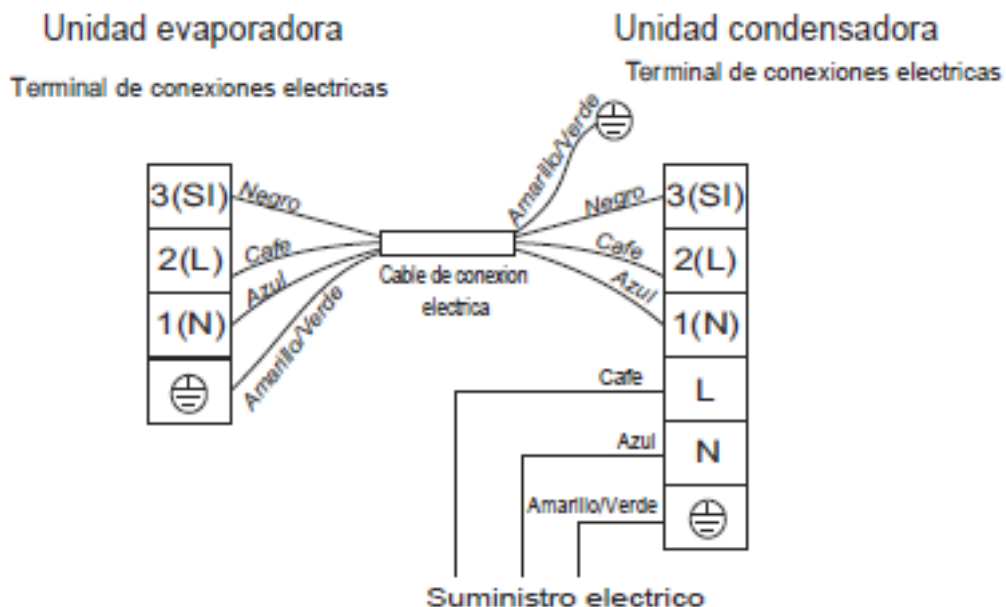 Unidad evaporadora
Terminal de conexiones electricas
Unidad condensadora
Terminal de conexiones electricas
Amarillo/Verde
3(SI)
Negro
2(L)
Cafe
1(N)
Azul
Amarillo/Verde
Cable de conexion
electrica
Negro
3(SI)
Cafe
2(L)
Azul
1(N)
Cafe
L
Azul
N
Amarillo/Verde
Suministro electrico